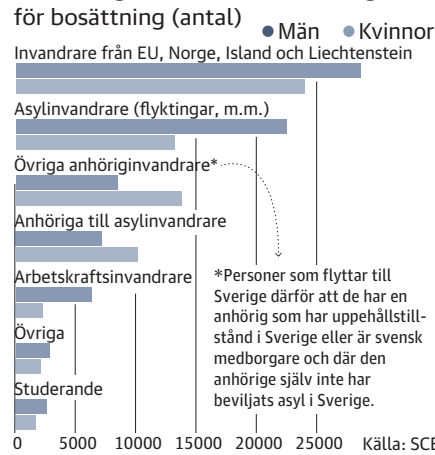 för bosättning (antal)
Män Kvinnor
Invandrare från EU, Norge, Island och Liechtenstein
Asylinvandrare (flyktingar, m.m.)
Övriga anhöriginvandrare*
Anhöriga till asylinvandrare
Arbetskraftsinvandrare
Övriga
Studerande
*Personer som flyttar till
Sverige därför att de har en
anhörig som har uppehållstill-
stånd i Sverige eller är svensk
medborgare och där den
anhörige själv inte har
beviljats asyl i Sverige.
0 5000 10000 15000 20000 25000 Källa: SCB